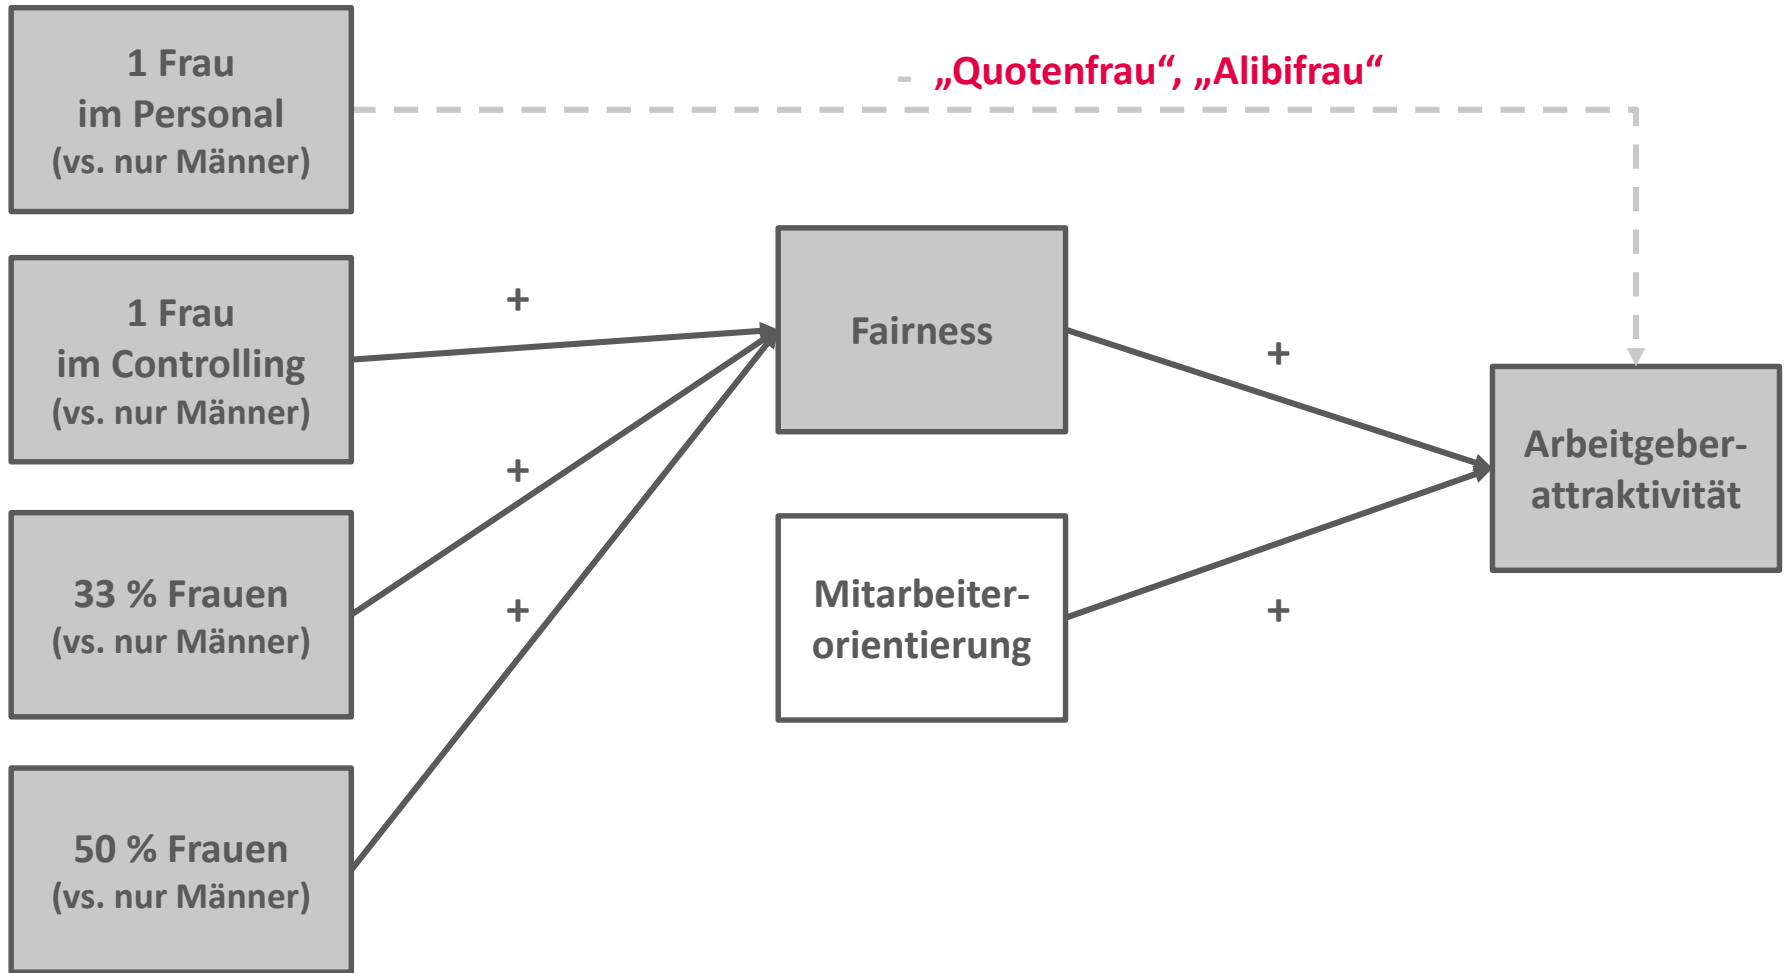 1 Frau
im Personal
(vs. nur Männer)
- „Quotenfrau“, „Alibifrau“
1 Frau
im Controlling
(vs. nur Männer)
+
Fairness
+
Arbeitgeber-
attraktivität
+
33 % Frauen
(vs. nur Männer)
+
Mitarbeiter-
orientierung
+
50 % Frauen
(vs. nur Männer)